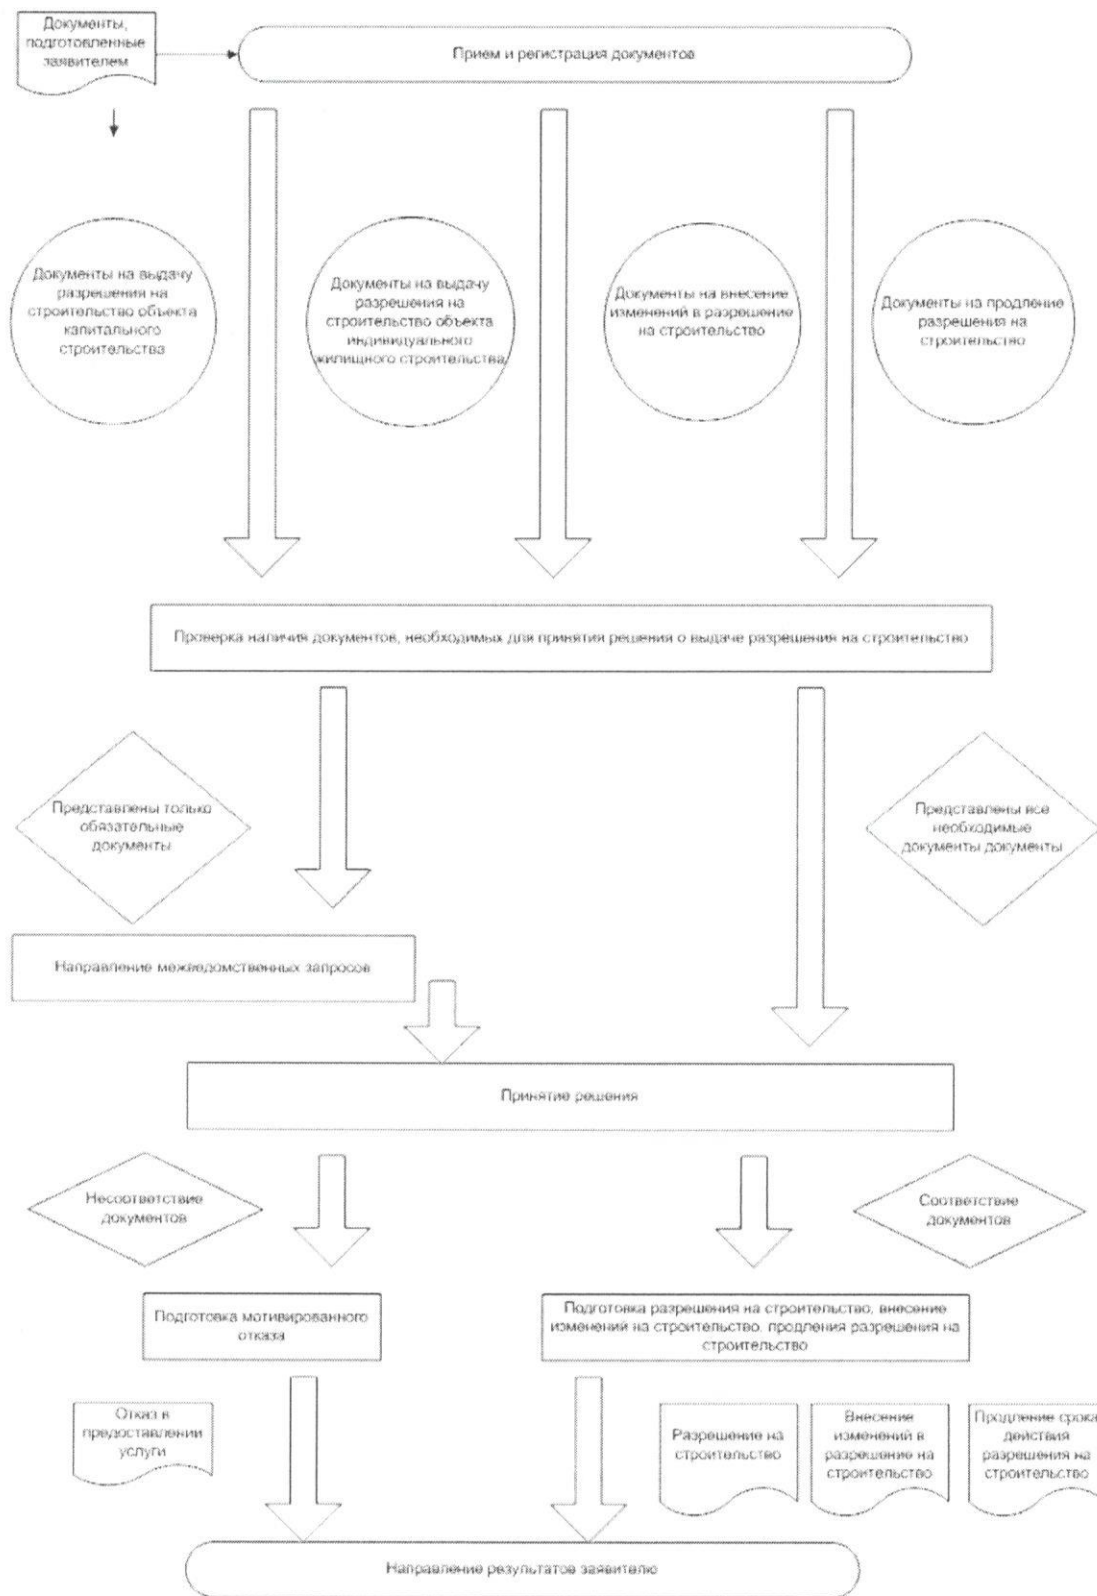 Документы,
подготовленные
заявителем
Прием и регистрация документов
Документы на выдачу
разрешения на
строительство объекта
капитального
строительства
Документы на выдачу
разрешения на
строительство объекта
индивидуального
жилищного строительства
Документы на внесение
изменений в разрешение
на строительство
Документы на продление
разрешения на
строительство
Проверка наличия документов, необходимых для принятия решения о выдаче разрешения на строительство
Представлены только
обязательные
документы
Представлены все
необходимые
документы документы
Направление межведомственных запросов
Принятие решения
Несоответствие
документов
Соответствие
документов
Подготовка мотивированного
отказа
Подготовка разрешения на строительство, внесение
изменений на строительство, продления разрешения на
строительство
Отказ в
предоставлении
услуги
Разрешение на
строительство
Внесение
изменений в
разрешение на
строительство
Продление срока
действия
разрешения на
строительство
Направление результатов заявителю